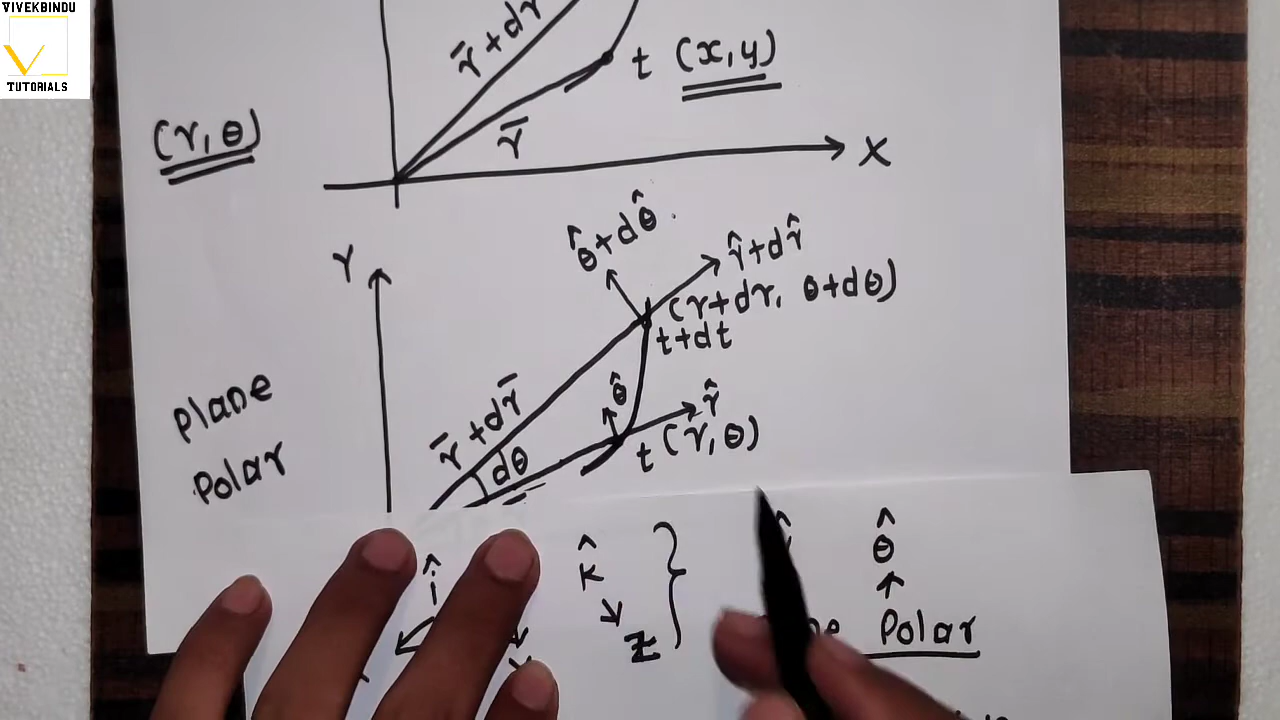 VIVEKBINDU
TUTORIALS
r̄+dr
t (x,y)
(r,θ)
r̄
X
Y
θ̂+dθ̂
r̂+dr̂
(r+dr, θ+dθ)
t+dt
Plane
Polar
r̄+dr̄
dθ
θ̂
r̂
t (r,θ)
î
k̂
θ̂
Z
Polar